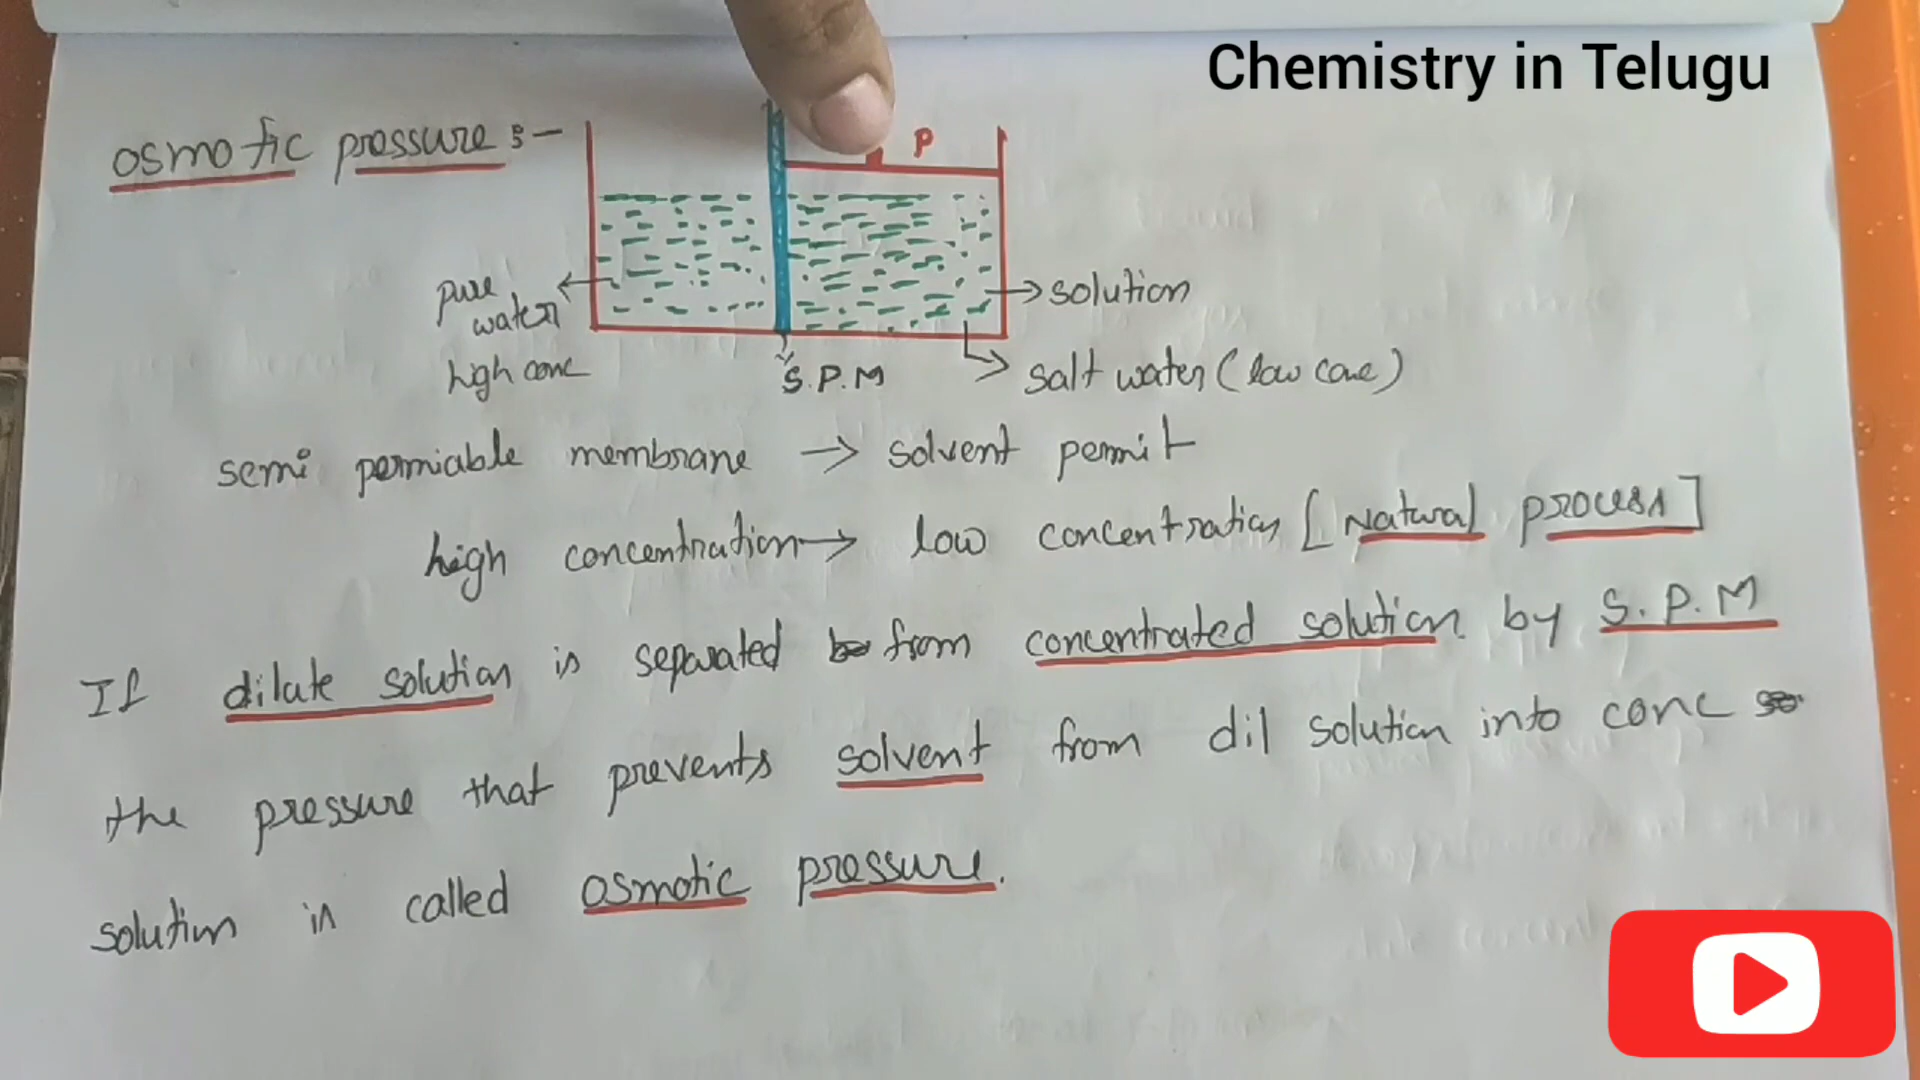 Chemistry in Telugu
osmotic pressure :-
P
pure
water
high conc
solution
S.P.M
salt water (low conc)
semi permiable membrane → solvent permit
high concentration → low concentration [Natural process]
If dilute solution is separated from concentrated solution by S.P.M
the pressure that prevents solvent from dil solution into conc
solution is called osmotic pressure.